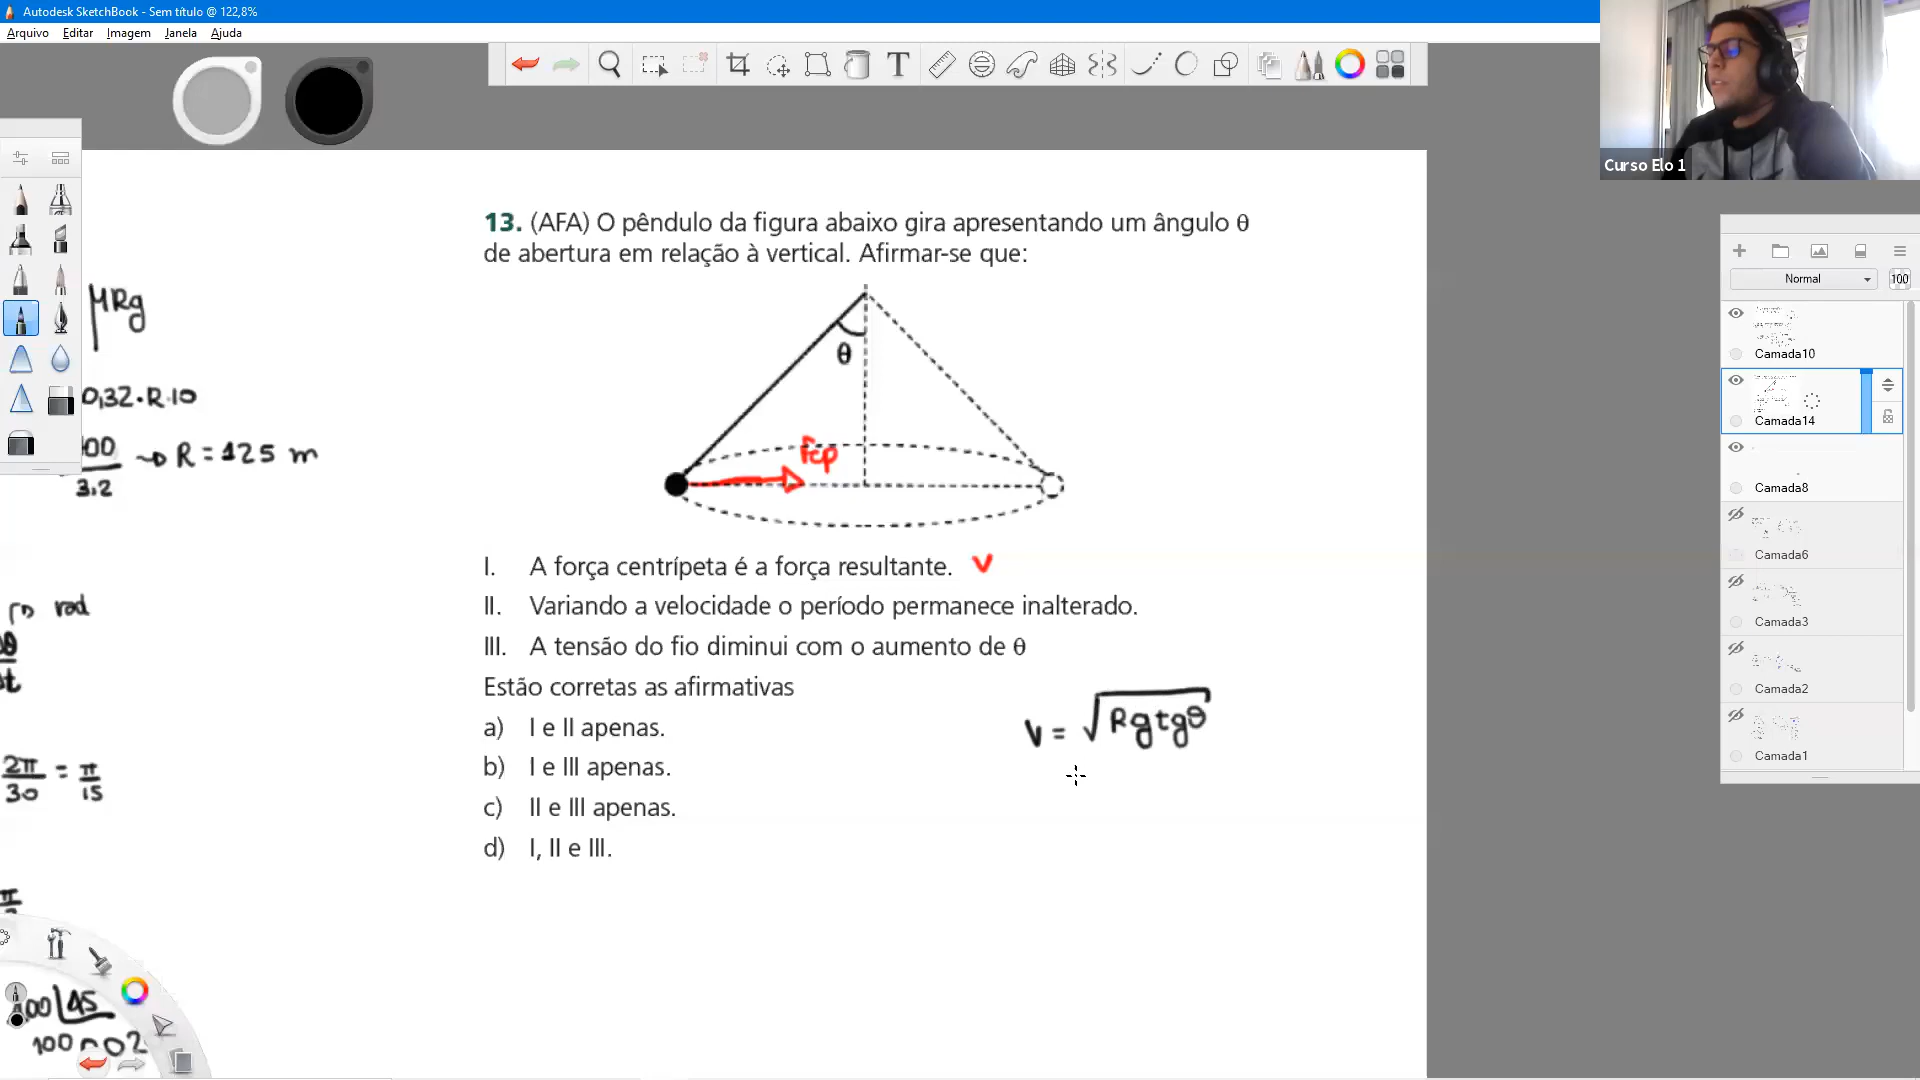 Autodesk SketchBook - Sem título @ 122,8%
Arquivo Editar Imagem Janela Ajuda
Curso Elo 1
13. (AFA) O pêndulo da figura abaixo gira apresentando um ângulo θ
de abertura em relação à vertical. Afirmar-se que:
θ
Fcp
I. A força centrípeta é a força resultante. V
II. Variando a velocidade o período permanece inalterado.
III. A tensão do fio diminui com o aumento de θ
Estão corretas as afirmativas
a) I e II apenas.
b) I e III apenas.
c) II e III apenas.
d) I, II e III.
V = √Rgtgθ
μRg
0,32·R·10
00
3,2
→ R = 125 m
rad
2π/30 = π/15
00|45
Normal 100
Camada10
Camada14
Camada8
Camada6
Camada3
Camada2
Camada1